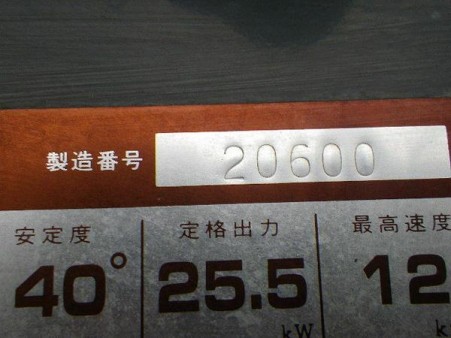 製造番号 20600
安定度 定格出力 最高速度
40° 25.5 12
kW k